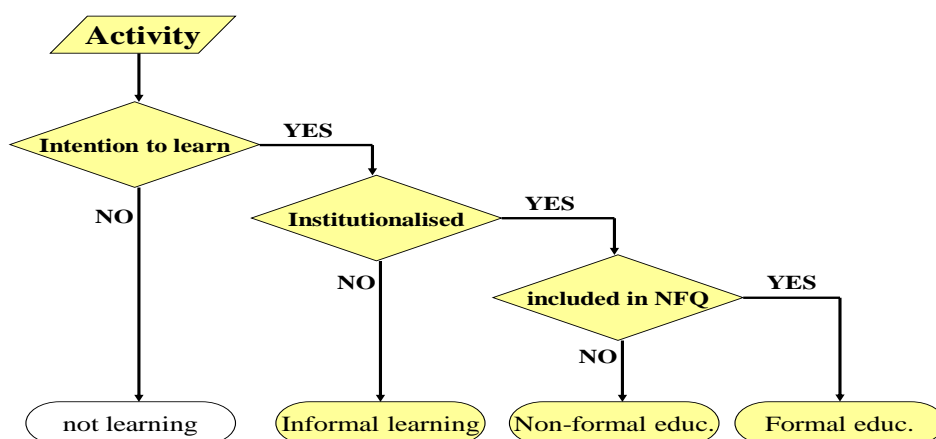 Activity
YES
Intention to learn
NO
YES
Institutionalised
NO
YES
included in NFQ
NO
not learning
Informal learning
Non-formal educ.
Formal educ.